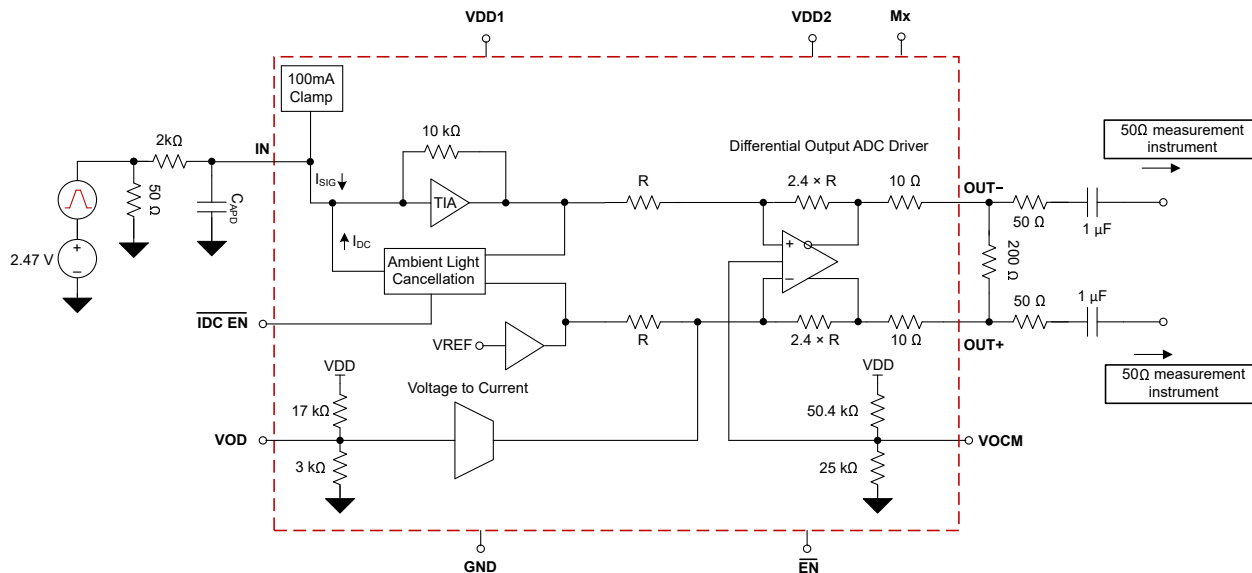 VDD1
VDD2
Mx
100mA
Clamp
2kΩ
IN
10 kΩ
Differential Output ADC Driver
50Ω measurement
instrument
I_SIG
TIA
R
2.4 × R
10 Ω
OUT−
50 Ω
C_APD
50 Ω
1 µF
I_DC
+
−
200 Ω
2.47 V
+
−
Ambient Light
Cancellation
50 Ω
1 µF
IDC EN
R
2.4 × R
10 Ω
OUT+
VREF
VDD
Voltage to Current
VDD
50Ω measurement
instrument
17 kΩ
50.4 kΩ
VOD
VOCM
3 kΩ
25 kΩ
GND
EN